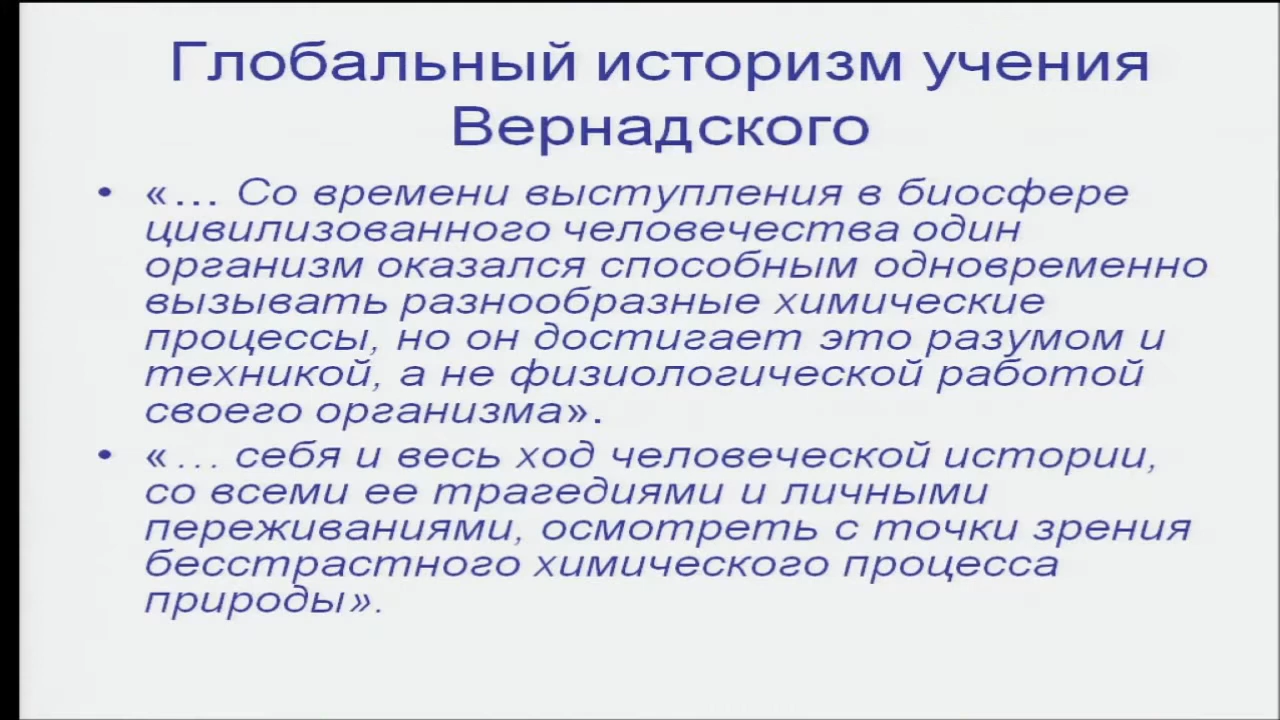 Глобальный историзм учения
Вернадского
• «… Со времени выступления в биосфере
цивилизованного человечества один
организм оказался способным одновременно
вызывать разнообразные химические
процессы, но он достигает это разумом и
техникой, а не физиологической работой
своего организма».
• «… себя и весь ход человеческой истории,
со всеми ее трагедиями и личными
переживаниями, осмотреть с точки зрения
бесстрастного химического процесса
природы».